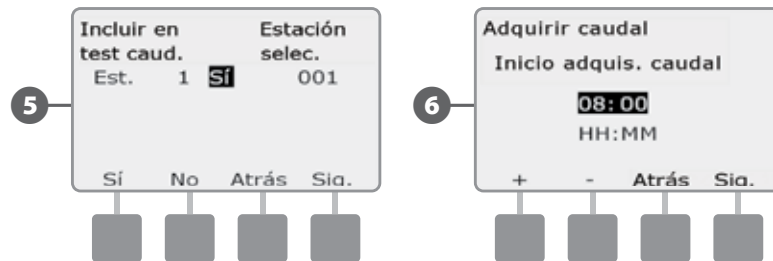 Incluir en Estación
test caud. selec.
Est. 1 Sí 001
Sí No Atrás Sig.
5
Adquirir caudal
Inicio adquis. caudal
08:00
HH:MM
+ - Atrás Sig.
6